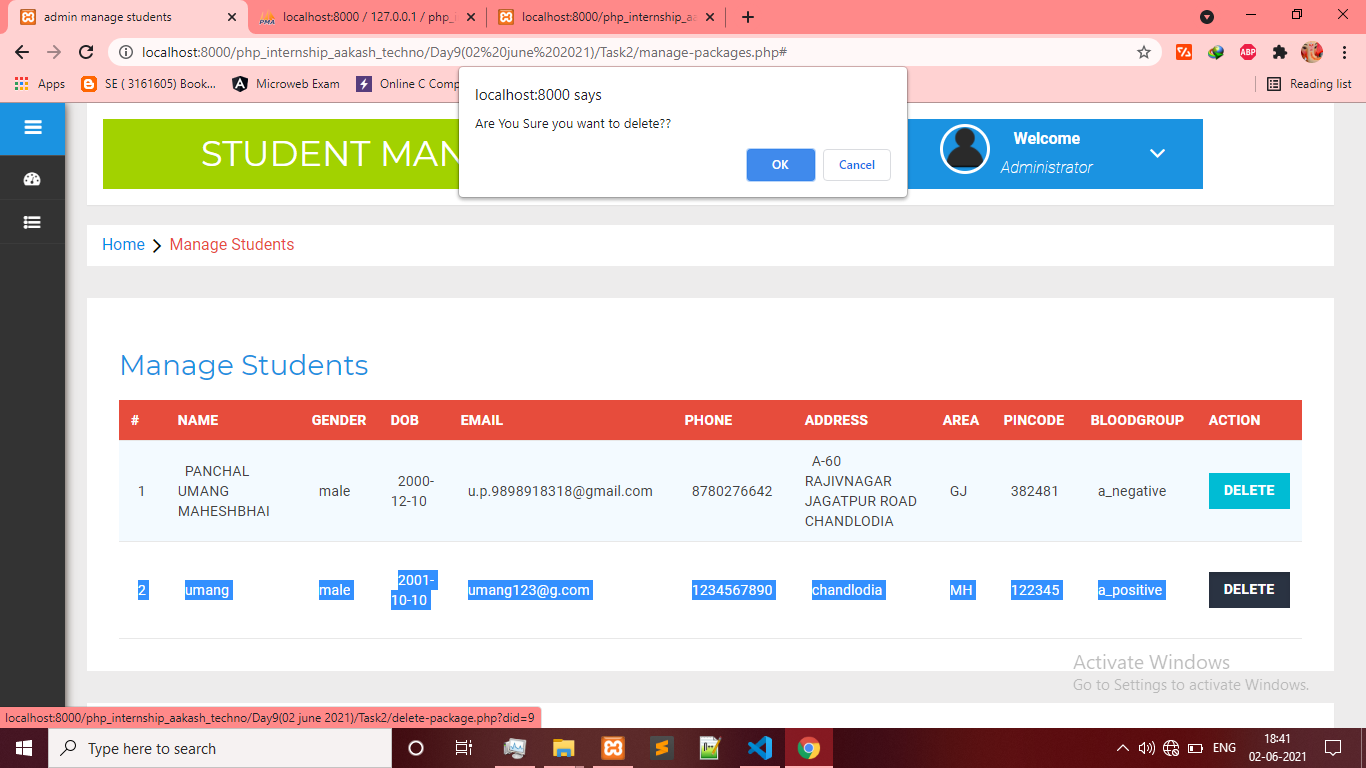 admin manage students
localhost:8000 / 127.0.0.1 / php_i
localhost:8000/php_internship_aa
localhost:8000/php_internship_aakash_techno/Day9(02%20june%202021)/Task2/manage-packages.php#
ABP
Apps
SE ( 3161605) Book...
Microweb Exam
Online C Comp
Reading list
localhost:8000 says
Are You Sure you want to delete??
OK
Cancel
STUDENT MAN
Welcome
Administrator
Home
Manage Students
Manage Students
# NAME GENDER DOB EMAIL PHONE ADDRESS AREA PINCODE BLOODGROUP ACTION
1 PANCHAL UMANG MAHESHBHAI male 2000-12-10 u.p.9898918318@gmail.com 8780276642 A-60 RAJIVNAGAR JAGATPUR ROAD CHANDLODIA GJ 382481 a_negative DELETE
2 umang male 2001-10-10 umang123@g.com 1234567890 chandlodia MH 122345 a_positive DELETE
Activate Windows
Go to Settings to activate Windows.
localhost:8000/php_internship_aakash_techno/Day9(02 june 2021)/Task2/delete-package.php?did=9
Type here to search
ENG
18:41
02-06-2021